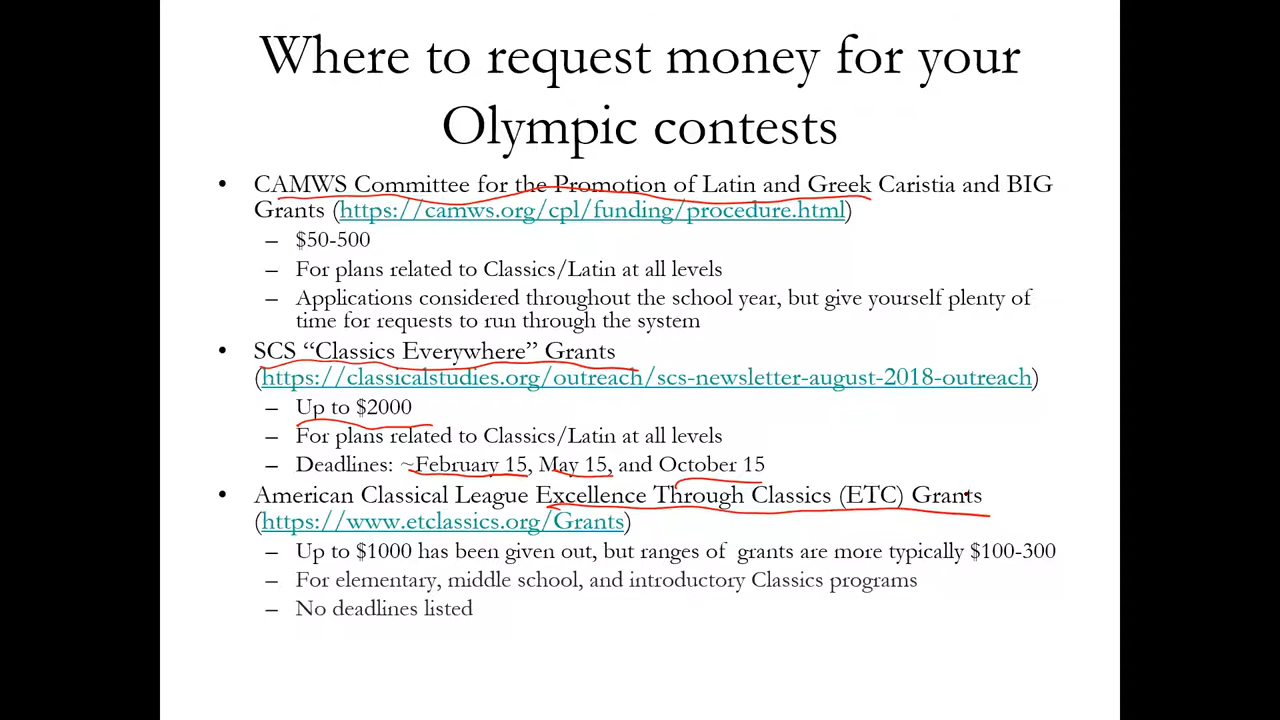 Where to request money for your
Olympic contests
• CAMWS Committee for the Promotion of Latin and Greek Caristia and BIG
Grants (https://camws.org/cpl/funding/procedure.html)
– $50-500
– For plans related to Classics/Latin at all levels
– Applications considered throughout the school year, but give yourself plenty of
time for requests to run through the system
• SCS “Classics Everywhere” Grants
(https://classicalstudies.org/outreach/scs-newsletter-august-2018-outreach)
– Up to $2000
– For plans related to Classics/Latin at all levels
– Deadlines: ~February 15, May 15, and October 15
• American Classical League Excellence Through Classics (ETC) Grants
(https://www.etclassics.org/Grants)
– Up to $1000 has been given out, but ranges of grants are more typically $100-300
– For elementary, middle school, and introductory Classics programs
– No deadlines listed